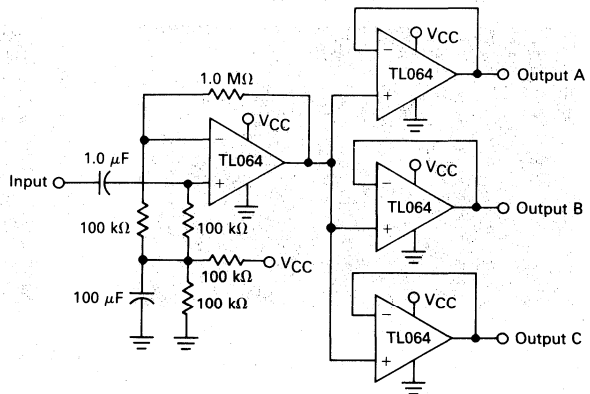 VCC
TL064
Output A
1.0 MΩ
VCC
TL064
1.0 μF
Input
100 kΩ
100 kΩ
100 kΩ
VCC
100 μF
100 kΩ
VCC
TL064
Output B
VCC
TL064
Output C